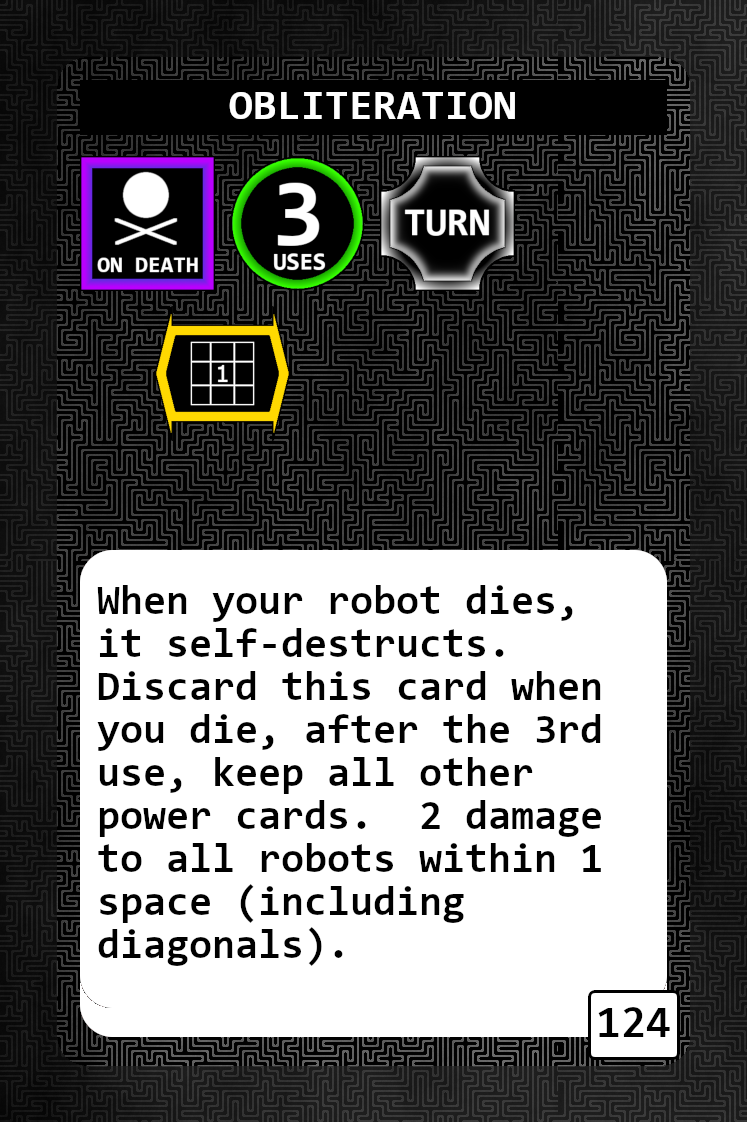 OBLITERATION
ON DEATH
3
USES
TURN
1
When your robot dies,
it self-destructs.
Discard this card when
you die, after the 3rd
use, keep all other
power cards.  2 damage
to all robots within 1
space (including
diagonals).
124